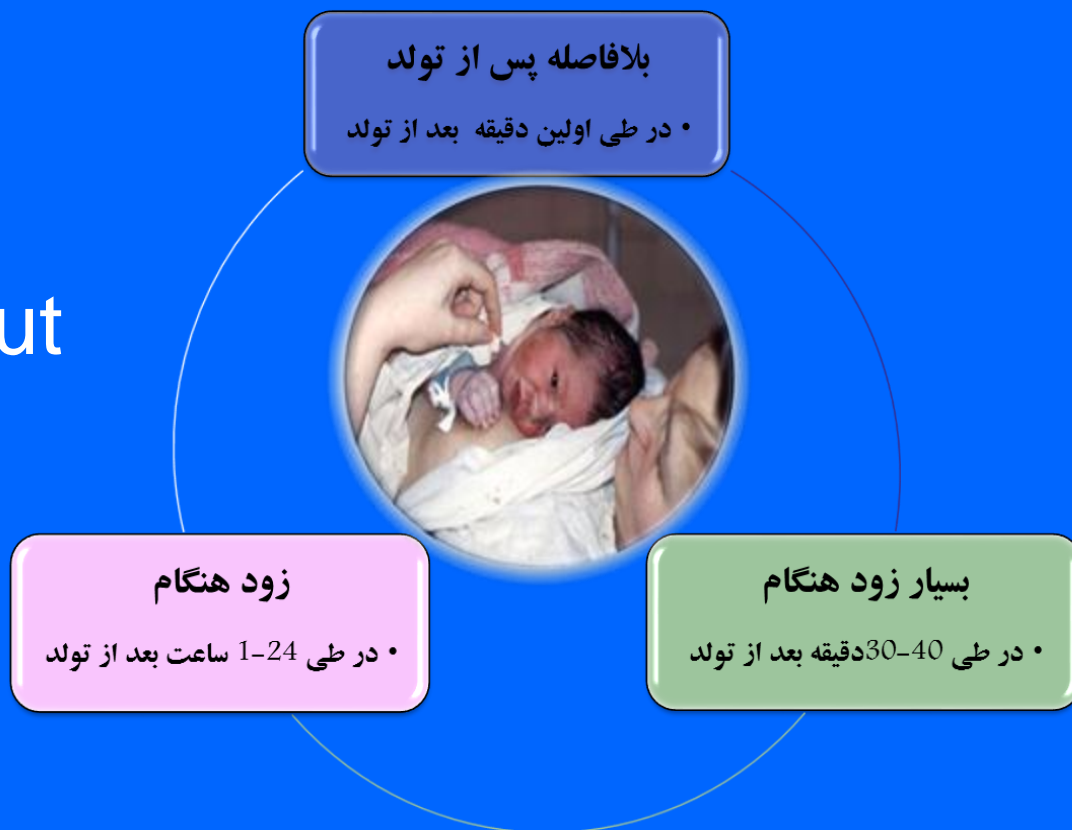 بلافاصله پس از تولد
• در طی اولین دقیقه بعد از تولد
ut
بسیار زود هنگام
• در طی 40-30دقیقه بعد از تولد
زود هنگام
• در طی 24-1 ساعت بعد از تولد